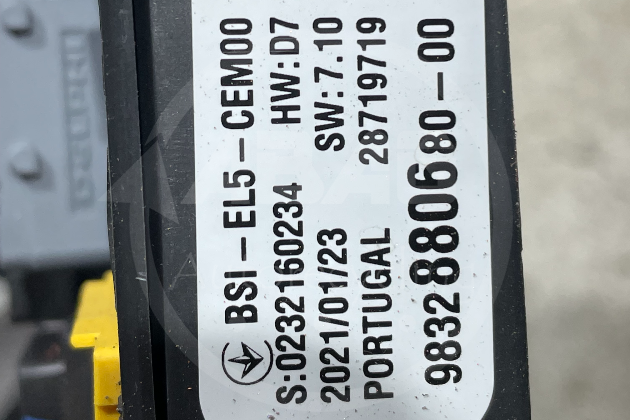 BSI-EL5-CEM00
S:0232160234 HW:D7
2021/01/23 SW:7.10
PORTUGAL 28719719
9832880680-00